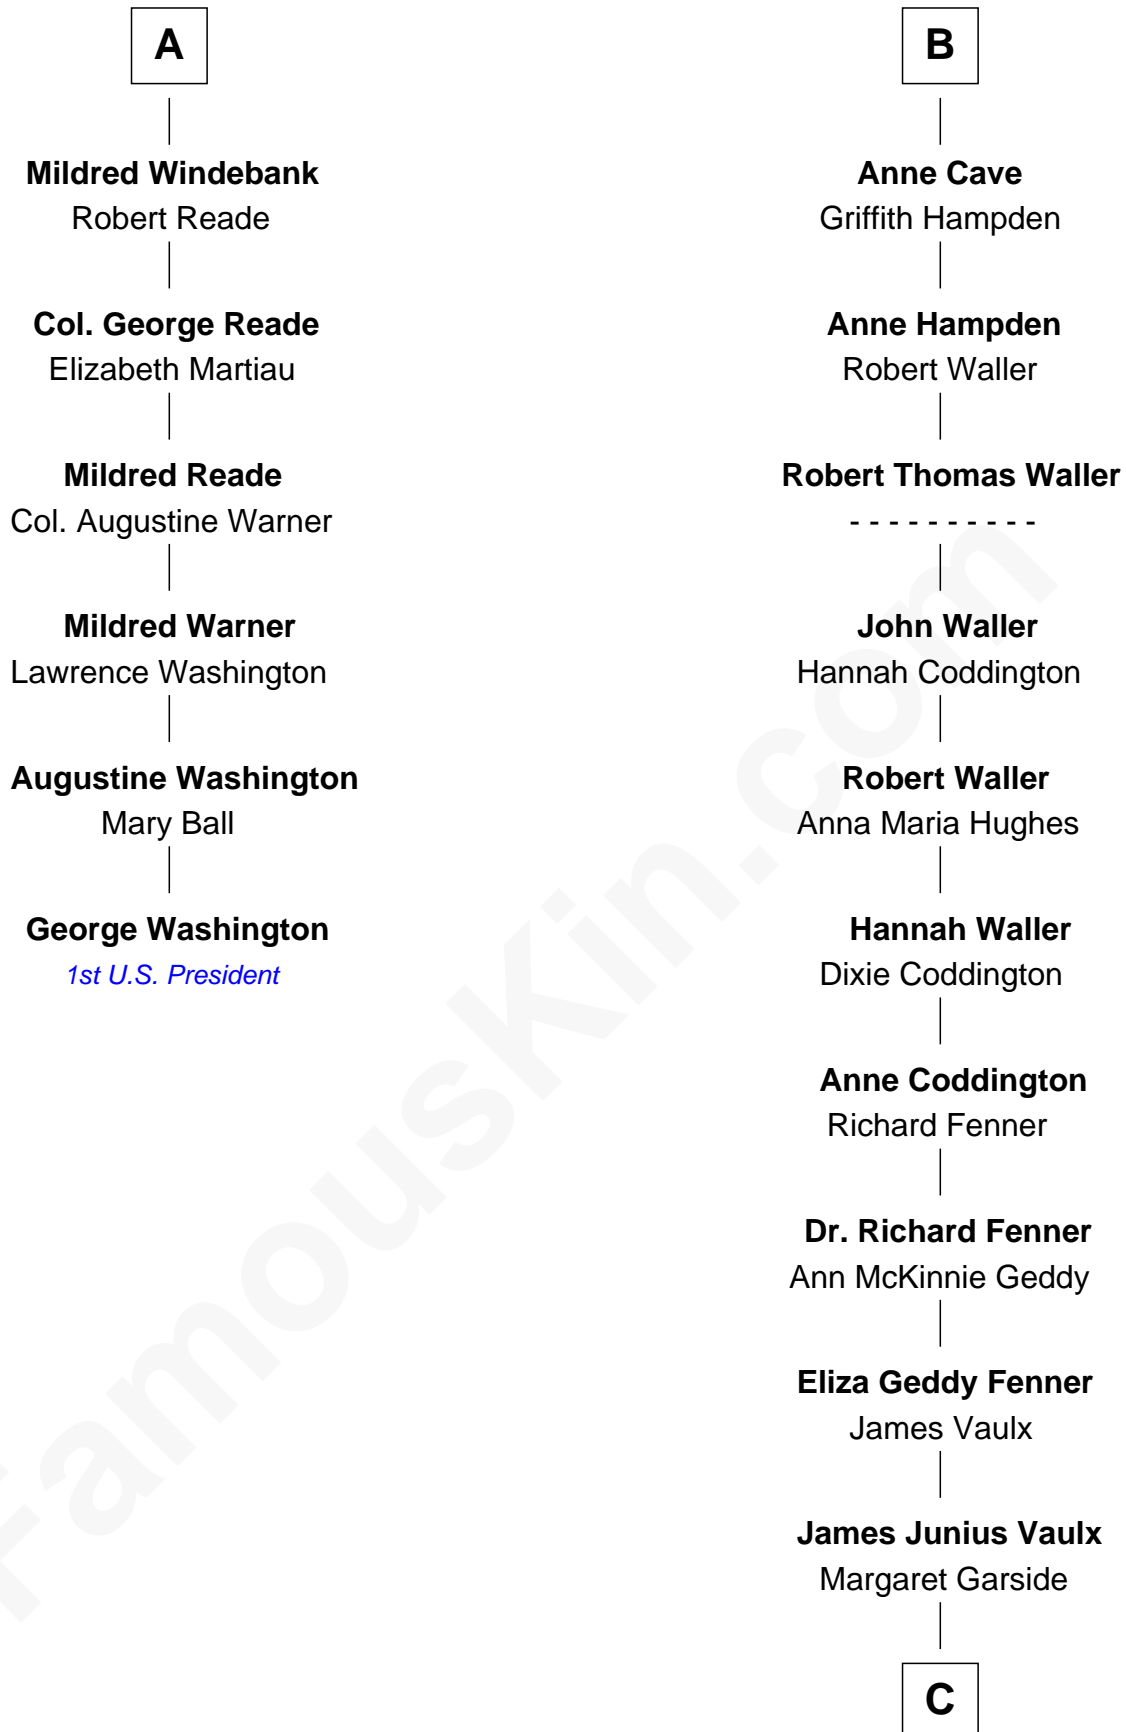 A
Mildred Windebank
Robert Reade
Col. George Reade
Elizabeth Martiau
Mildred Reade
Col. Augustine Warner
Mildred Warner
Lawrence Washington
Augustine Washington
Mary Ball
George Washington
1st U.S. President
B
Anne Cave
Griffith Hampden
Anne Hampden
Robert Waller
Robert Thomas Waller
- - - - - - - - - -
John Waller
Hannah Coddington
Robert Waller
Anna Maria Hughes
Hannah Waller
Dixie Coddington
Anne Coddington
Richard Fenner
Dr. Richard Fenner
Ann McKinnie Geddy
Eliza Geddy Fenner
James Vaulx
James Junius Vaulx
Margaret Garside
C
FamousKin.com